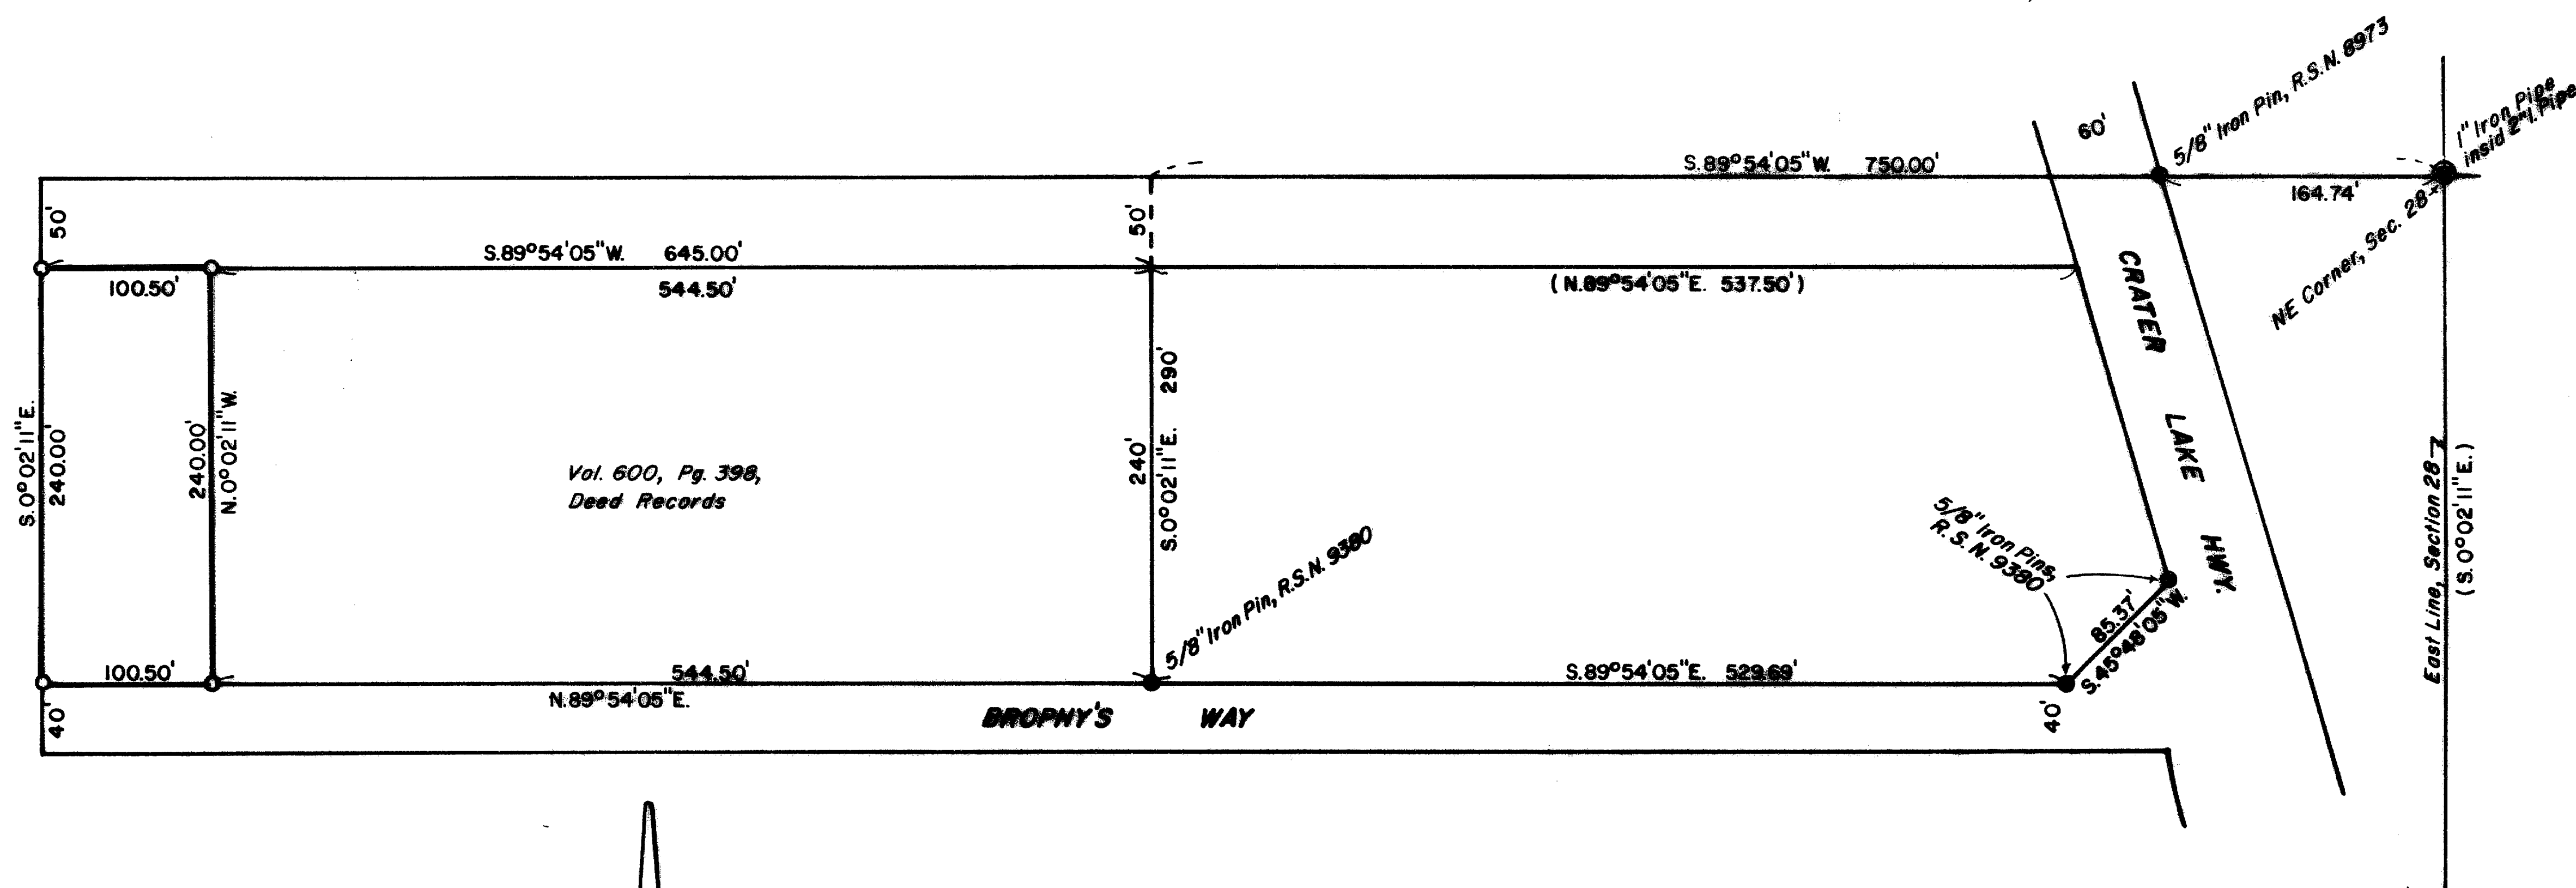 5/8" Iron Pin, R.S.N. 8973
1" Iron Pipe
insid 2" I. Pipe
60'
S.89°54'05"W. 750.00'
164.74'
NE Corner, Sec. 28
50'
50'
S.89°54'05"W. 645.00'
100.50'
544.50'
(N.89°54'05"E. 537.50')
CRATER LAKE HWY.
S.0°02'11"E.
240.00'
240.00'
N.0°02'11"W.
Vol. 600, Pg. 398,
Deed Records
240'
S.0°02'11"E. 290'
5/8" Iron Pin, R.S.N. 9380
5/8" Iron Pins,
R.S.N. 9380
85.37'
S.45°48'05"W.
East Line, Section 28
(S.0°02'11"E.)
100.50'
544.50'
N.89°54'05"E.
S.89°54'05"E. 529.69'
40'
BROPHY'S WAY
40'